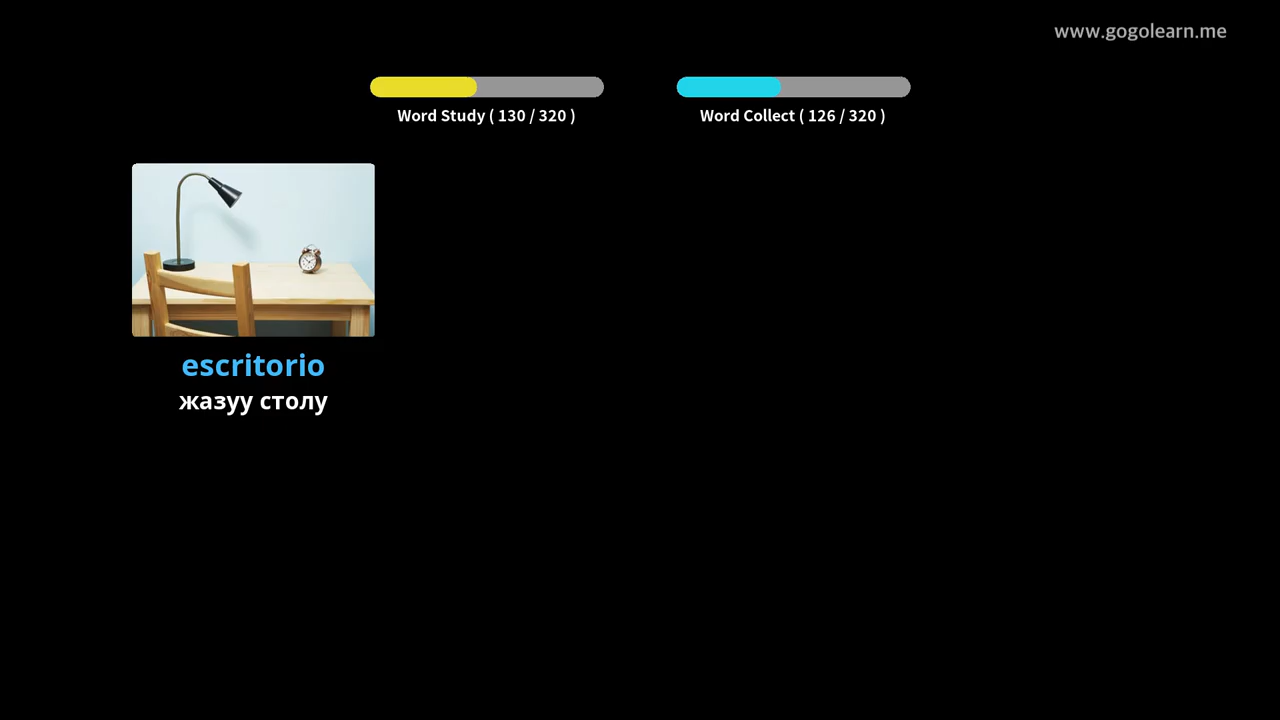 www.gogolearn.me
Word Study ( 130 / 320 )
Word Collect ( 126 / 320 )
escritorio
жазуу столу